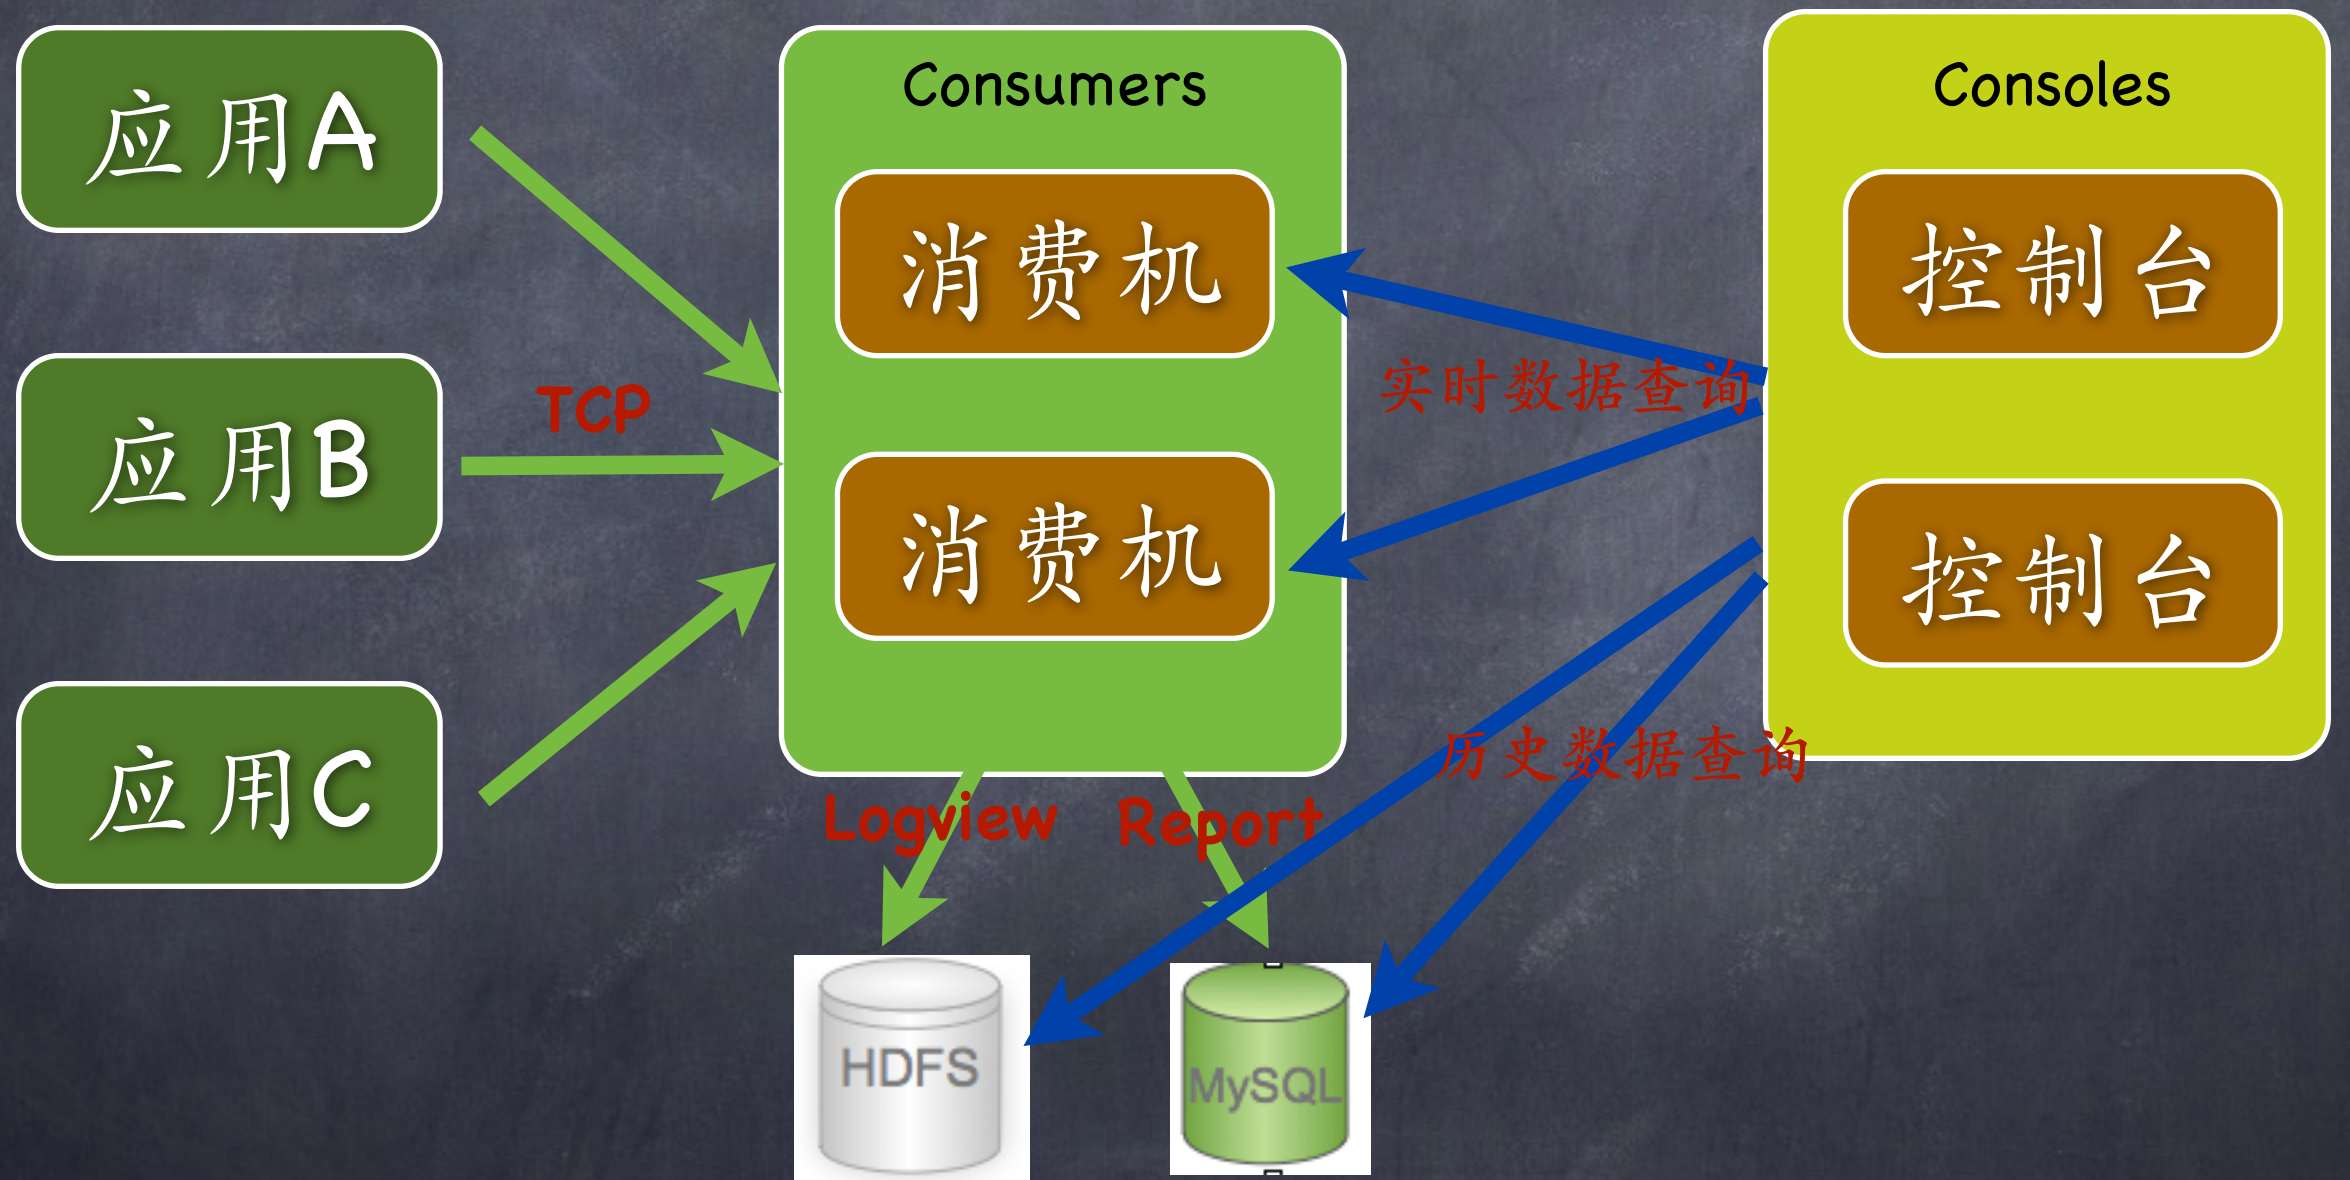 应用A
应用B
应用C
TCP
Consumers
消费机
消费机
Logview
Report
HDFS
MySQL
实时数据查询
历史数据查询
Consoles
控制台
控制台